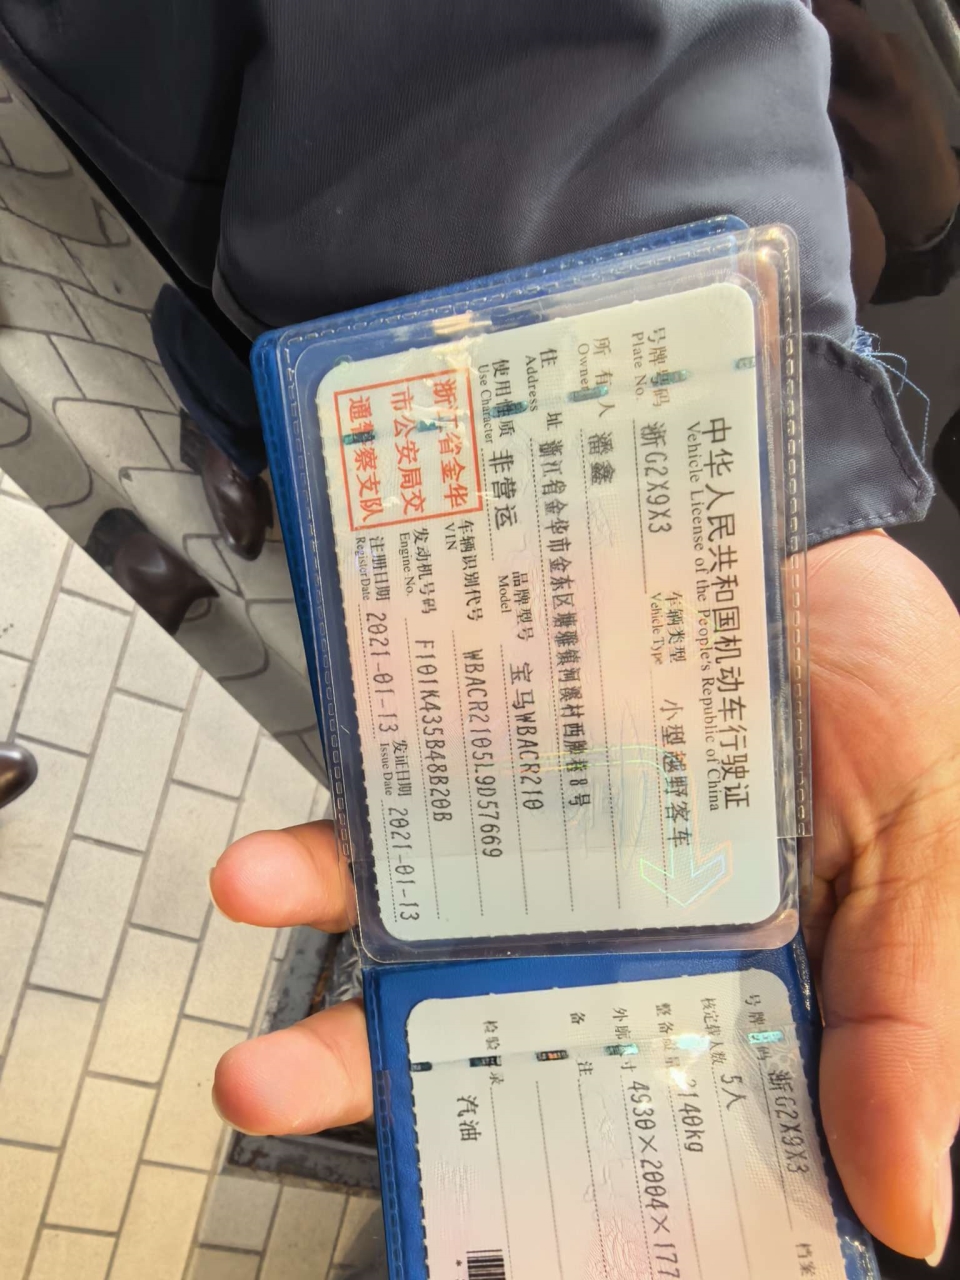 中华人民共和国机动车行驶证
Vehicle License of the People's Republic of China
号牌号码 浙G2X9X3 车辆类型 小型越野客车
Plate No. Vehicle Type
所有人 潘鑫
Owner
住址 浙江省金华市金东区塘雅镇河溪村西 8号
Address
使用性质 非营运 品牌型号 宝马WBACR210
Use Character Model
浙江省金华
市公安局交
通警察支队
车辆识别代号 WBACR21051.9D57669
VIN
发动机号码 F101K435B48B20B
Engine No.
注册日期 2021-01-13 发证日期 2021-01-13
Register Date Issue Date
号牌号码 浙G2X9X3 档案
核定载人数 5人
整备质量 2140kg
外廓尺寸 4930×2004×177
备注
检验记录 汽油